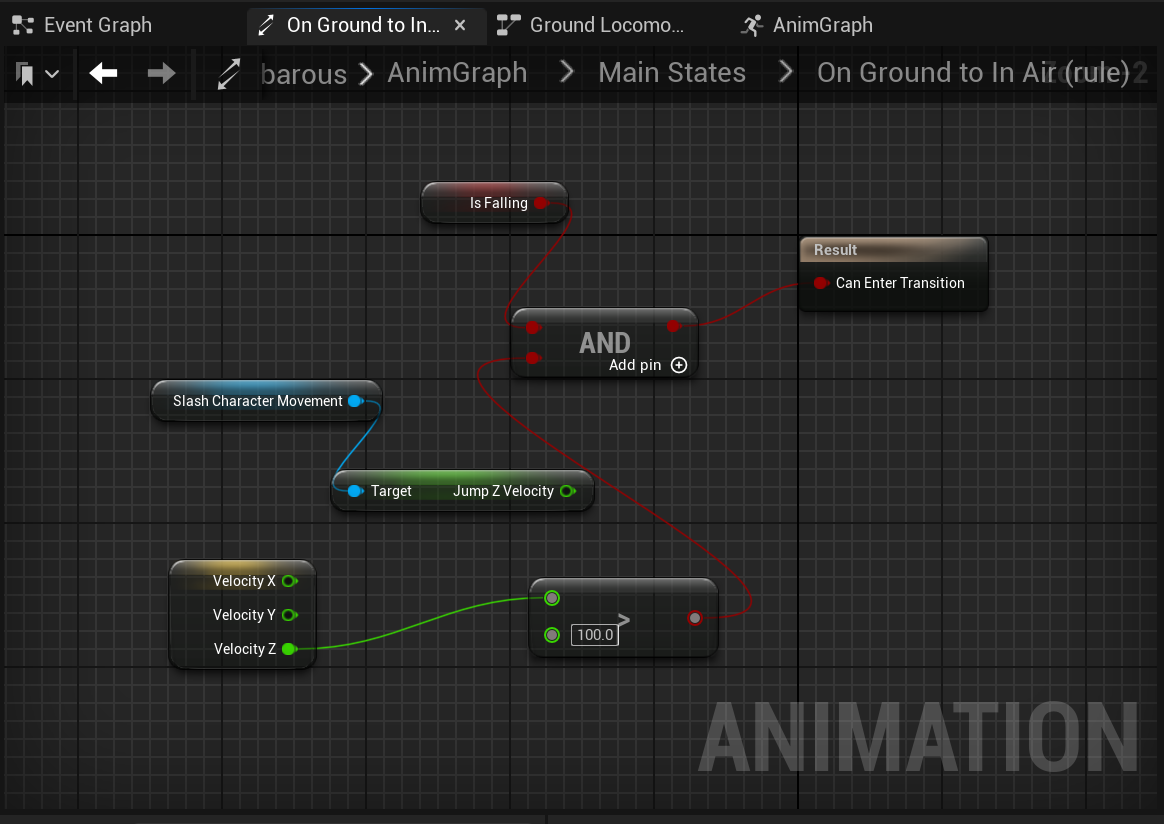 Event Graph
On Ground to In...
Ground Locomo...
AnimGraph
barous > AnimGraph > Main States > On Ground to In Air (rule)
Zoom -2
Is Falling
Result
Can Enter Transition
AND
Add pin
Slash Character Movement
Target
Jump Z Velocity
Velocity X
Velocity Y
Velocity Z
>
100.0
ANIMATION